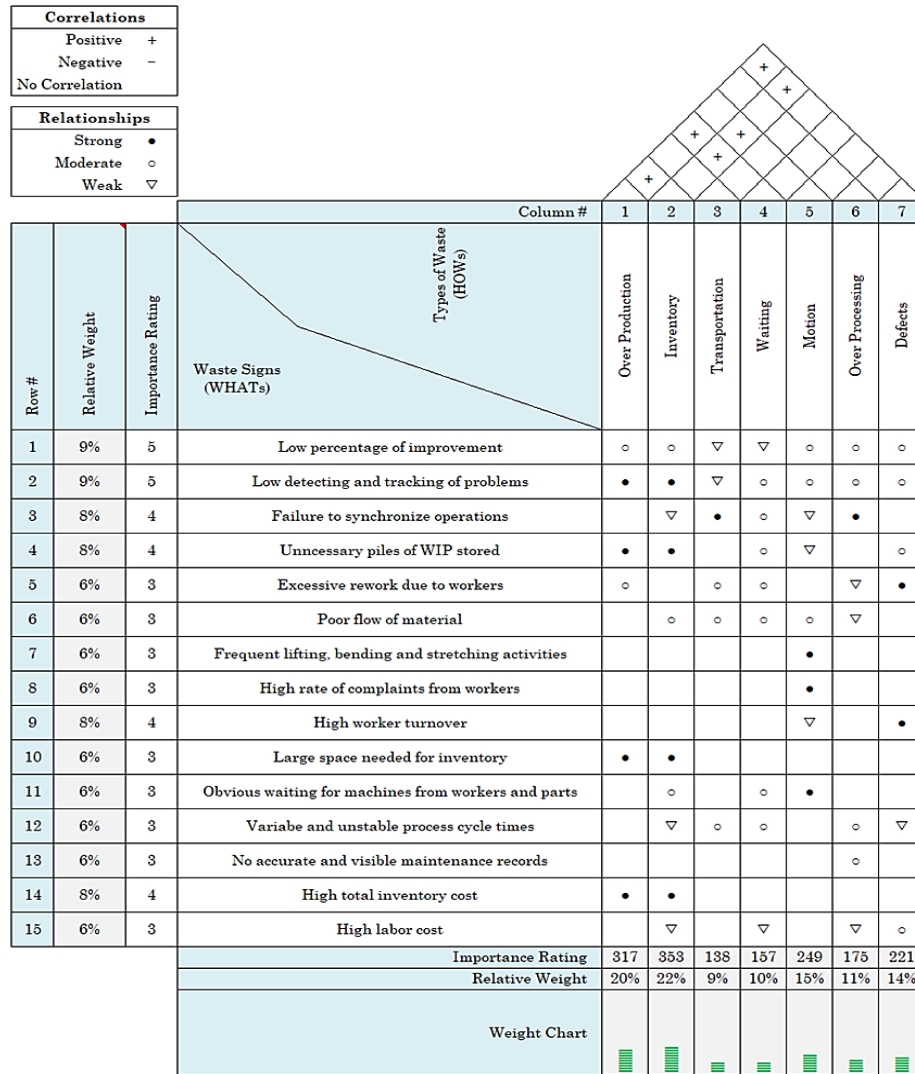 Correlations
Positive +
Negative −
No Correlation
Relationships
Strong ●
Moderate ○
Weak ▽
+
+
+ +
+
+
Column # 1 2 3 4 5 6 7
Row #
Relative Weight
Importance Rating
Types of Waste
(HOWs)
Waste Signs
(WHATs)
Over Production
Inventory
Transportation
Waiting
Motion
Over Processing
Defects
1 9% 5 Low percentage of improvement ○ ○ ▽ ▽ ○ ○ ○
2 9% 5 Low detecting and tracking of problems ● ● ▽ ○ ○ ○ ○
3 8% 4 Failure to synchronize operations ▽ ● ○ ▽ ●
4 8% 4 Unncessary piles of WIP stored ● ● ○ ▽ ○
5 6% 3 Excessive rework due to workers ○ ○ ○ ▽ ●
6 6% 3 Poor flow of material ○ ○ ○ ○ ▽
7 6% 3 Frequent lifting, bending and stretching activities ●
8 6% 3 High rate of complaints from workers ●
9 8% 4 High worker turnover ▽ ●
10 6% 3 Large space needed for inventory ● ●
11 6% 3 Obvious waiting for machines from workers and parts ○ ○ ●
12 6% 3 Variabe and unstable process cycle times ▽ ○ ○ ○ ▽
13 6% 3 No accurate and visible maintenance records ○
14 8% 4 High total inventory cost ● ●
15 6% 3 High labor cost ▽ ▽ ▽ ○
Importance Rating 317 353 138 157 249 175 221
Relative Weight 20% 22% 9% 10% 15% 11% 14%
Weight Chart